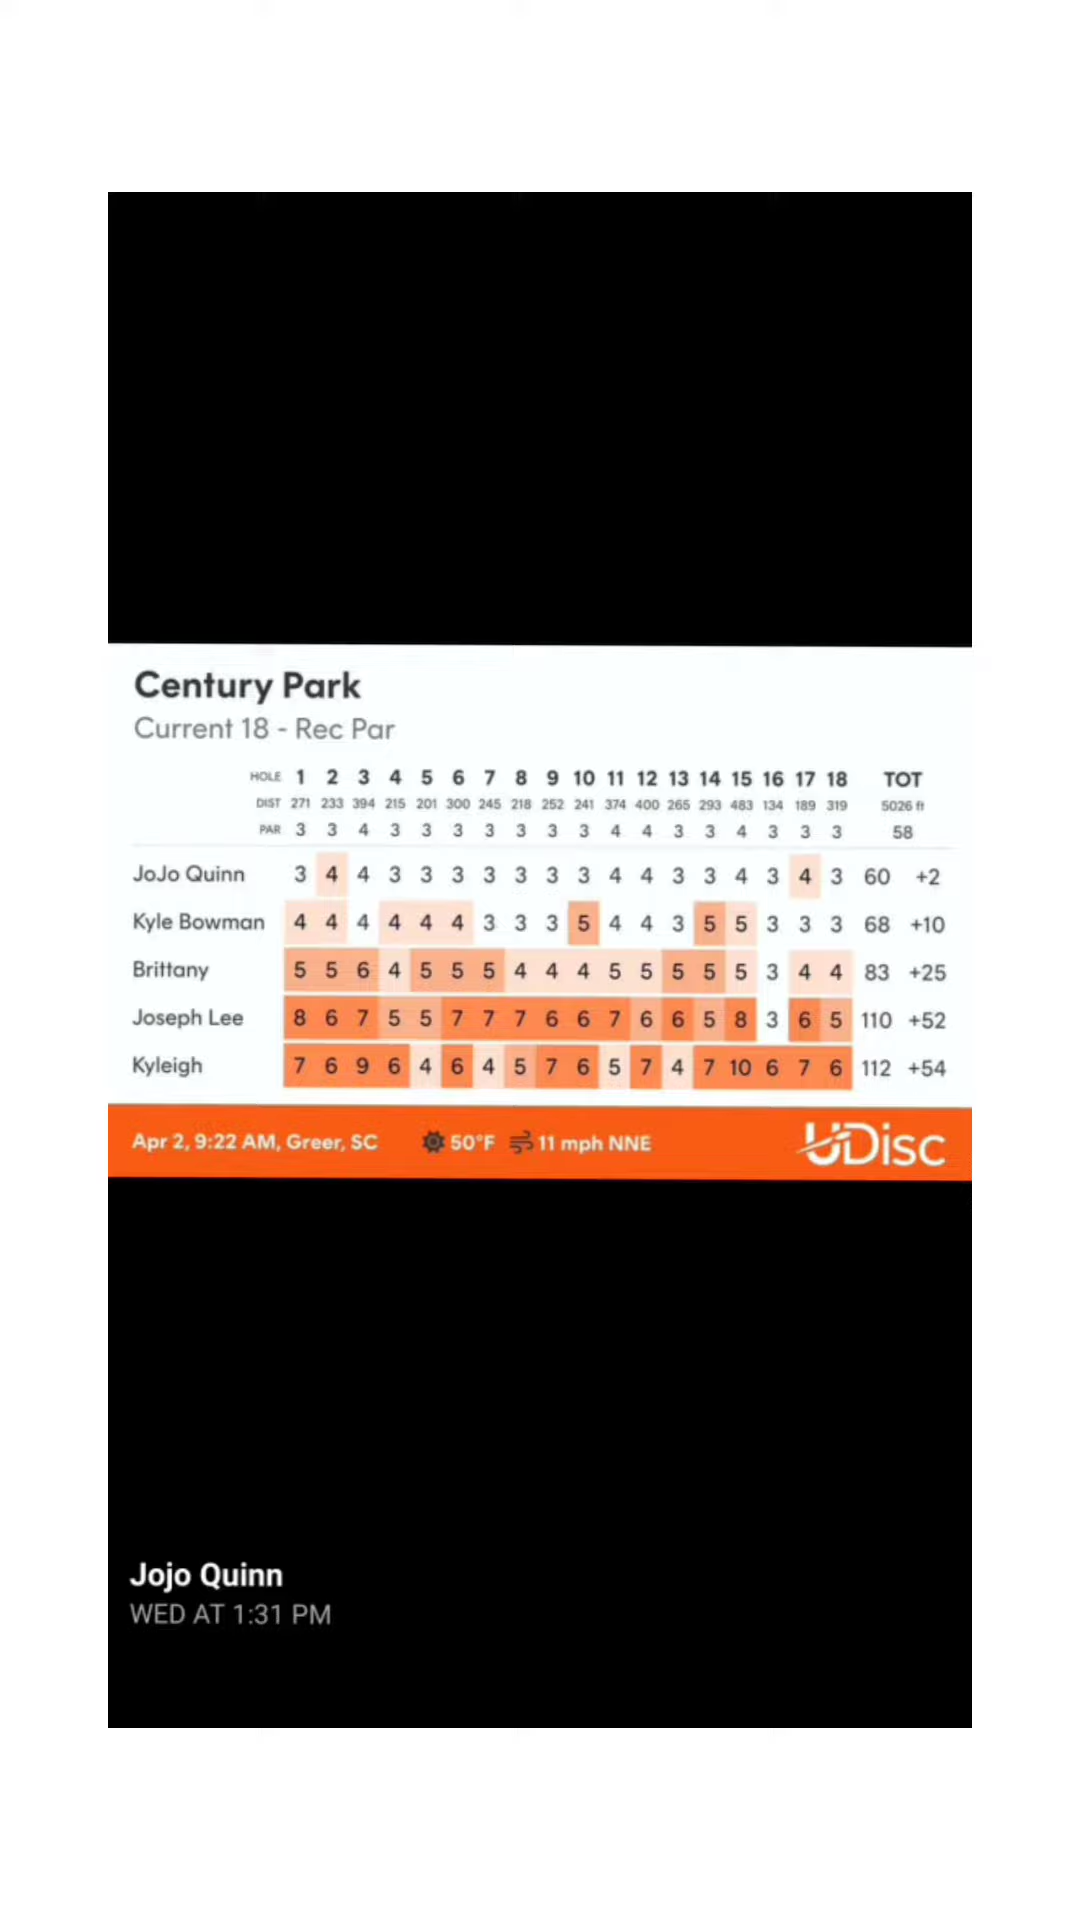 Century Park
Current 18 - Rec Par
HOLE 1 2 3 4 5 6 7 8 9 10 11 12 13 14 15 16 17 18 TOT
DIST 271 233 394 215 201 300 245 218 252 241 374 400 265 293 483 134 189 319 5026 ft
PAR 3 3 4 3 3 3 3 3 3 3 4 4 3 3 4 3 3 3 58
JoJo Quinn 3 4 4 3 3 3 3 3 3 3 4 4 3 3 4 3 4 3 60 +2
Kyle Bowman 4 4 4 4 4 4 3 3 3 5 4 4 3 5 5 3 3 3 68 +10
Brittany 5 5 6 4 5 5 5 4 4 4 5 5 5 5 5 3 4 4 83 +25
Joseph Lee 8 6 7 5 5 7 7 7 6 6 7 6 6 5 8 3 6 5 110 +52
Kyleigh 7 6 9 6 4 6 4 5 7 6 5 7 4 7 10 6 7 6 112 +54
Apr 2, 9:22 AM, Greer, SC 50°F 11 mph NNE UDisc
Jojo Quinn
WED AT 1:31 PM